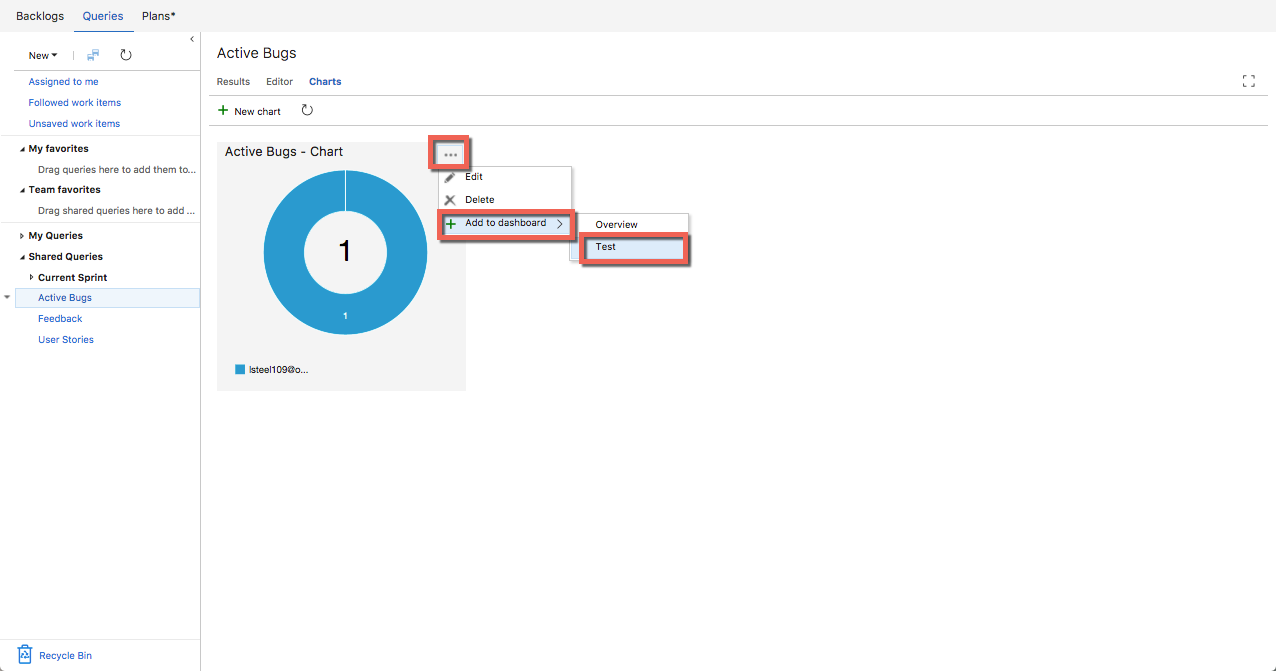 Backlogs Queries Plans*
New
Assigned to me
Followed work items
Unsaved work items
My favorites
Drag queries here to add them to...
Team favorites
Drag shared queries here to add ...
My Queries
Shared Queries
Current Sprint
Active Bugs
Feedback
User Stories
Recycle Bin
Active Bugs
Results Editor Charts
New chart
Active Bugs - Chart
1
1
lsteel109@o...
Edit
Delete
Add to dashboard
Overview
Test